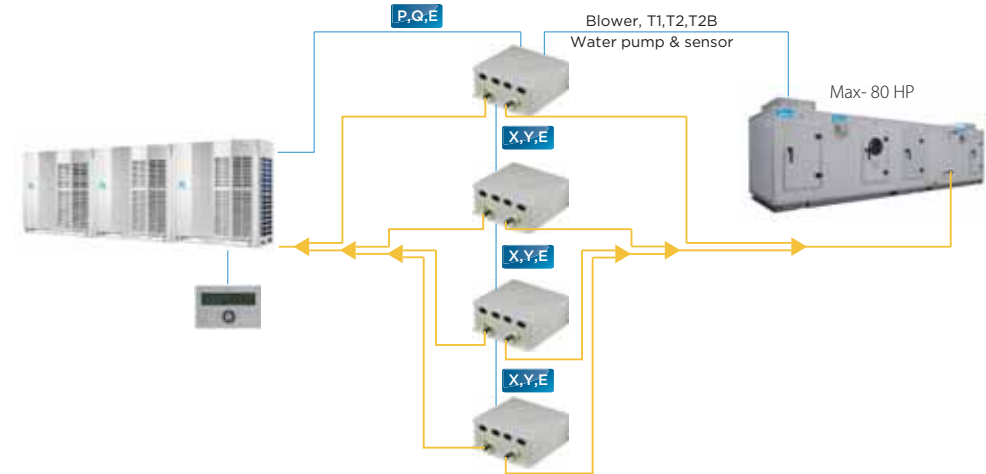 P,Q,E
Blower, T1,T2,T2B
Water pump & sensor
Max- 80 HP
X,Y,E
X,Y,E
X,Y,E